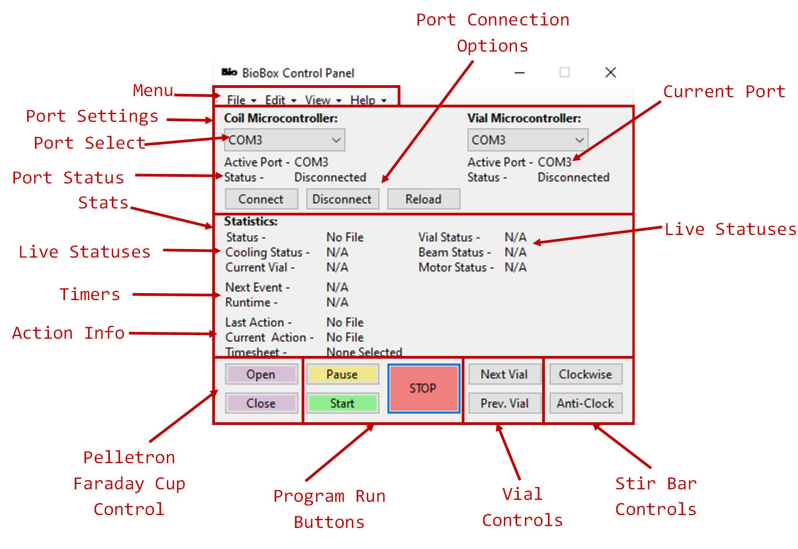 Port Connection
Options
Bio BioBox Control Panel
Menu
File Edit View Help
Current Port
Port Settings
Coil Microcontroller: Vial Microcontroller:
Port Select
COM3 COM3
Active Port - COM3 Active Port - COM3
Port Status
Status - Disconnected Status - Disconnected
Connect Disconnect Reload
Stats
Statistics:
Status - No File Vial Status - N/A
Live Statuses
Cooling Status - N/A Beam Status - N/A
Live Statuses
Current Vial - N/A Motor Status - N/A
Timers
Next Event - N/A
Runtime - N/A
Action Info
Last Action - No File
Current Action - No File
Timesheet - None Selected
Open Pause STOP Next Vial Clockwise
Close Start Prev. Vial Anti-Clock
Pelletron
Faraday Cup
Control
Program Run
Buttons
Vial
Controls
Stir Bar
Controls